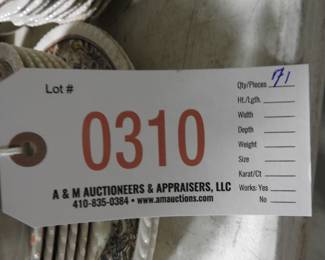 Lot #
0310
A & M AUCTIONEERS & APPRAISERS, LLC
410-835-0384 • www.amauctions.com
Qty/Pieces 71
Ht./Lgth.
Width
Depth
Weight
Size
Karat/Ct
Works: Yes
No